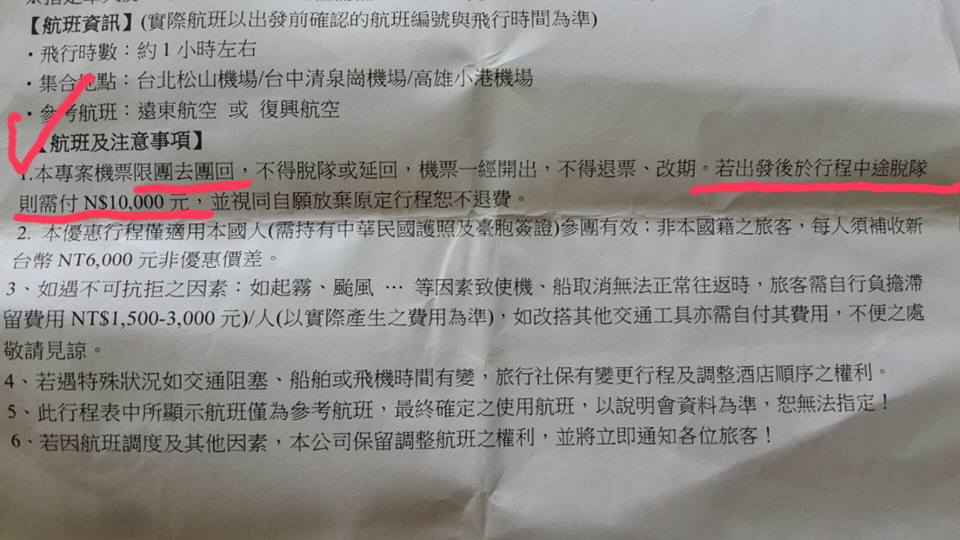 【航班資訊】(實際航班以出發前確認的航班編號與飛行時間為準)
・飛行時數：約 1 小時左右
・集合地點：台北松山機場/台中清泉崗機場/高雄小港機場
・參考航班：遠東航空 或 復興航空
【航班及注意事項】
1.本專案機票限團去團回，不得脫隊或延回，機票一經開出，不得退票、改期。若出發後於行程中途脫隊
則需付 N$10,000 元，並視同自願放棄原定行程恕不退費。
2. 本優惠行程僅適用本國人(需持有中華民國護照及臺胞簽證)參團有效；非本國籍之旅客，每人須補收新
台幣 NT6,000 元非優惠價差。
3、如遇不可抗拒之因素：如起霧、颱風 … 等因素致使機、船取消無法正常往返時，旅客需自行負擔滯
留費用 NT$1,500-3,000 元)/人(以實際產生之費用為準)，如改搭其他交通工具亦需自付其費用，不便之處
敬請見諒。
4、若遇特殊狀況如交通阻塞、船舶或飛機時間有變，旅行社保有變更行程及調整酒店順序之權利。
5、此行程表中所顯示航班僅為參考航班，最終確定之使用航班，以說明會資料為準，恕無法指定！
6、若因航班調度及其他因素，本公司保留調整航班之權利，並將立即通知各位旅客！